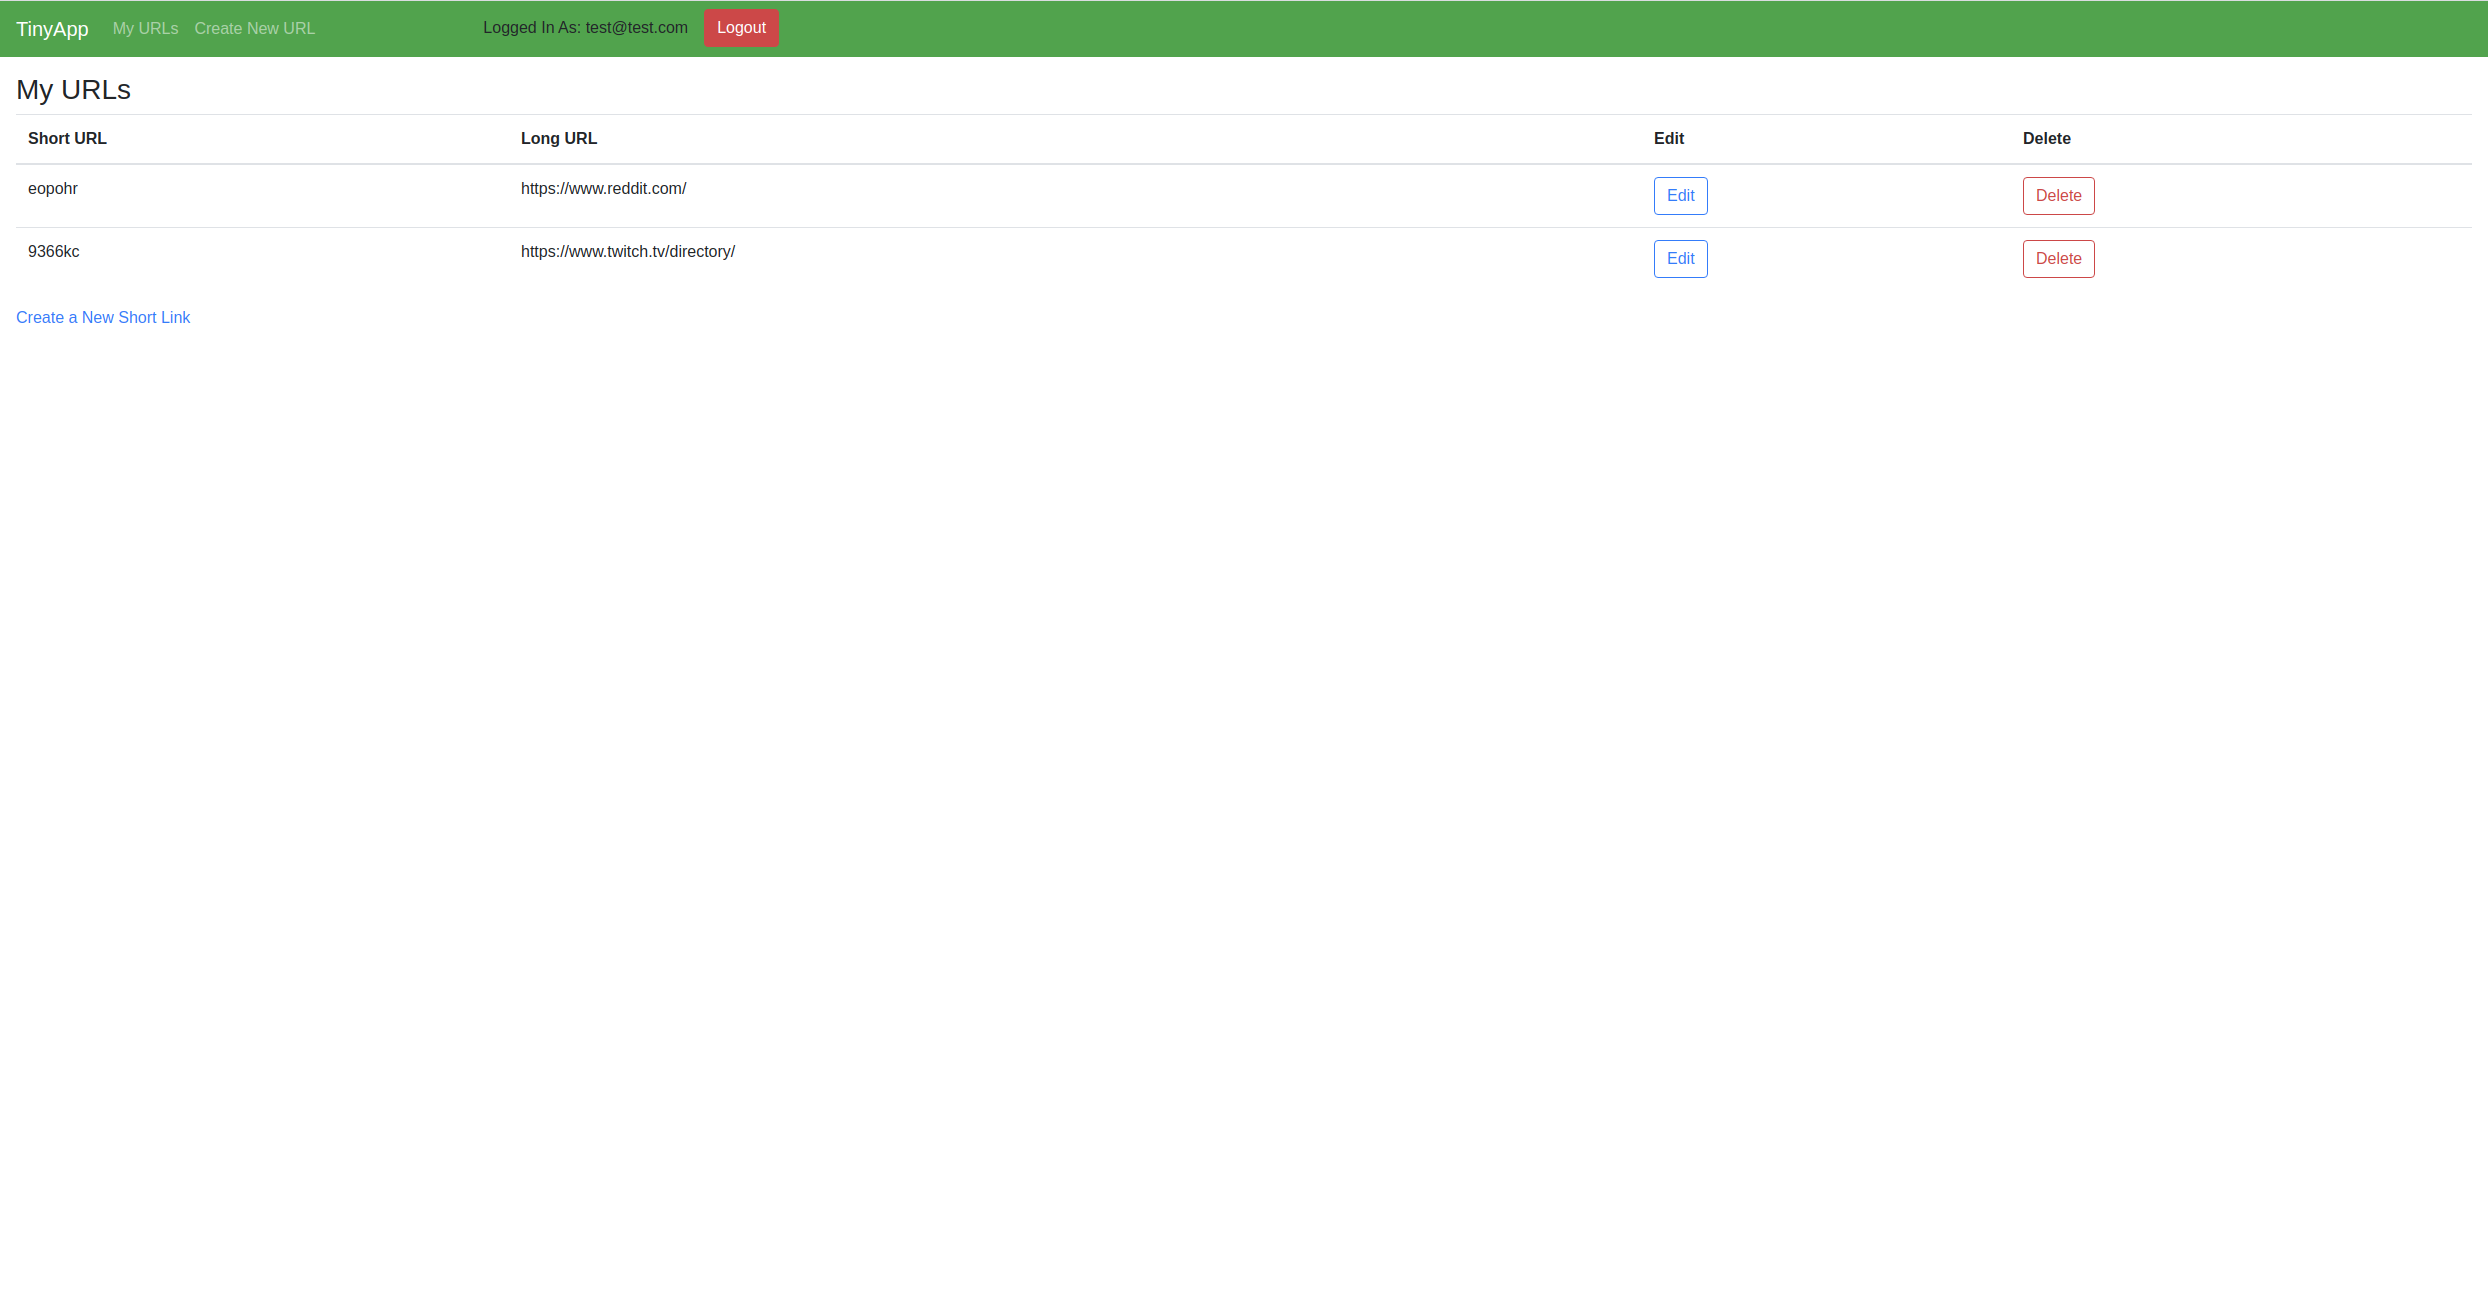 TinyApp My URLs Create New URL Logged In As: test@test.com Logout
My URLs
Short URL Long URL Edit Delete
eopohr https://www.reddit.com/ Edit Delete
9366kc https://www.twitch.tv/directory/ Edit Delete
Create a New Short Link